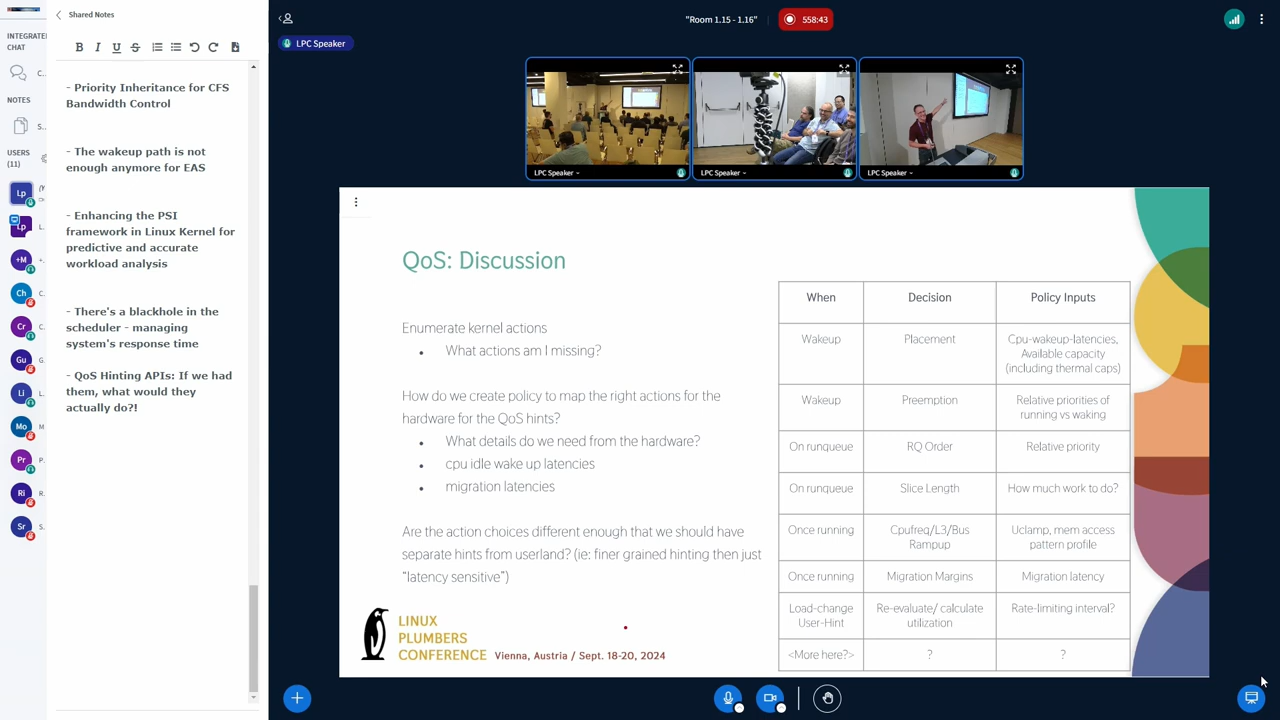 INTEGRATE
CHAT
C..
NOTES
S..
USERS
(11)
Lp
Lp
L..
+M
Ch
C.
Cr
C.
Gu
G.
Li
L.
Mo
M
Pr
P.
Ri
R.
Sr
S.
Shared Notes
B I U S
- Priority Inheritance for CFS
Bandwidth Control
- The wakeup path is not
enough anymore for EAS
- Enhancing the PSI
framework in Linux Kernel for
predictive and accurate
workload analysis
- There's a blackhole in the
scheduler - managing
system's response time
- QoS Hinting APIs: If we had
them, what would they
actually do?!
"Room 1.15 - 1.16"
558:43
LPC Speaker
LPC Speaker
LPC Speaker
LPC Speaker
QoS: Discussion
Enumerate kernel actions
• What actions am I missing?
How do we create policy to map the right actions for the
hardware for the QoS hints?
• What details do we need from the hardware?
• cpu idle wake up latencies
• migration latencies
Are the action choices different enough that we should have
separate hints from userland? (ie: finer grained hinting then just
"latency sensitive")
When Decision Policy Inputs
Wakeup Placement Cpu-wakeup-latencies,
Available capacity
(including thermal caps)
Wakeup Preemption Relative priorities of
running vs waking
On runqueue RQ Order Relative priority
On runqueue Slice Length How much work to do?
Once running Cpufreq/L3/Bus Uclamp, mem access
Rampup pattern profile
Once running Migration Margins Migration latency
Load-change Re-evaluate/ calculate Rate-limiting interval?
User-Hint utilization
<More here?> ? ?
LINUX
PLUMBERS
CONFERENCE Vienna, Austria / Sept. 18-20, 2024